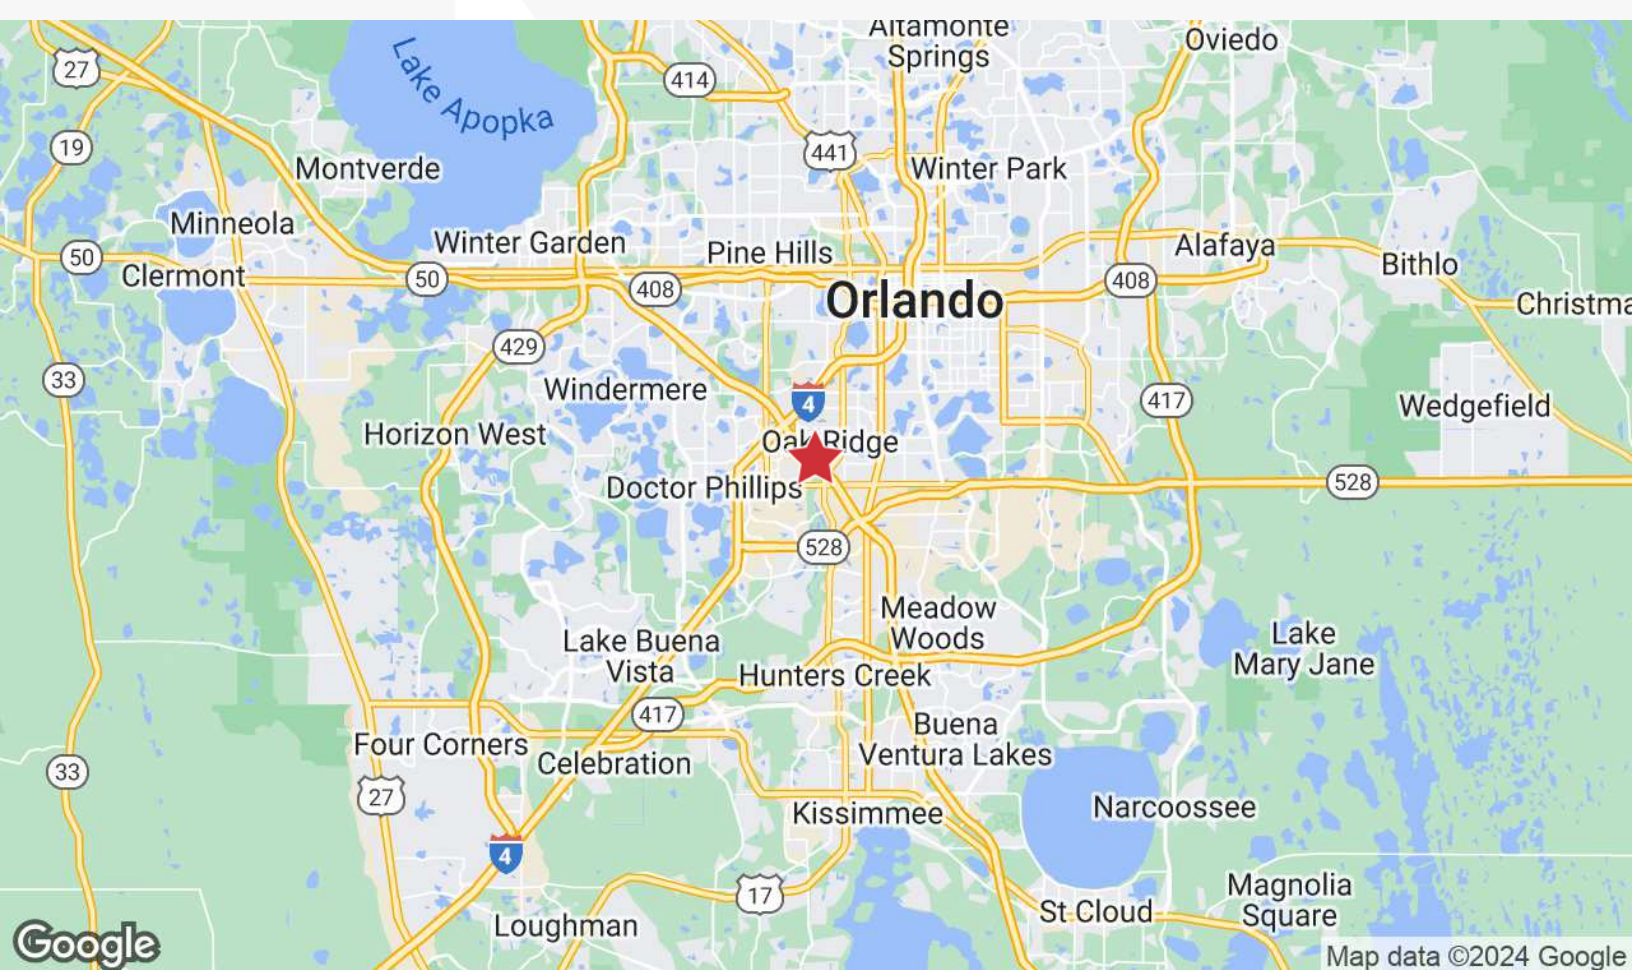 Altamonte
Springs
Oviedo
27
414
Lake Apopka
19
441
Montverde
Winter Park
Minneola
Winter Garden
Pine Hills
Alafaya
50
Clermont
50
408
Orlando
408
Bithlo
Christma
429
33
Windermere
4
417
Wedgefield
Horizon West
Oak Ridge
Doctor Phillips
528
528
Meadow
Woods
Lake Buena
Vista
Lake
Mary Jane
Hunters Creek
417
Buena
Ventura Lakes
Four Corners
Celebration
33
27
Kissimmee
Narcoossee
4
17
Magnolia
Square
St Cloud
Loughman
Google
Map data ©2024 Google